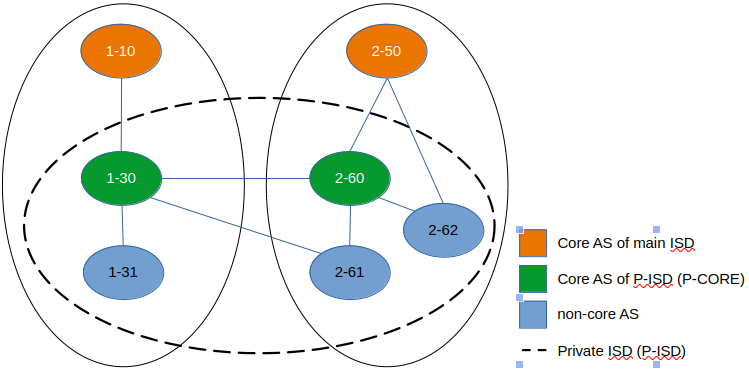 1-10
2-50
1-30
2-60
2-62
1-31
2-61
Core AS of main ISD
Core AS of P-ISD (P-CORE)
non-core AS
Private ISD (P-ISD)